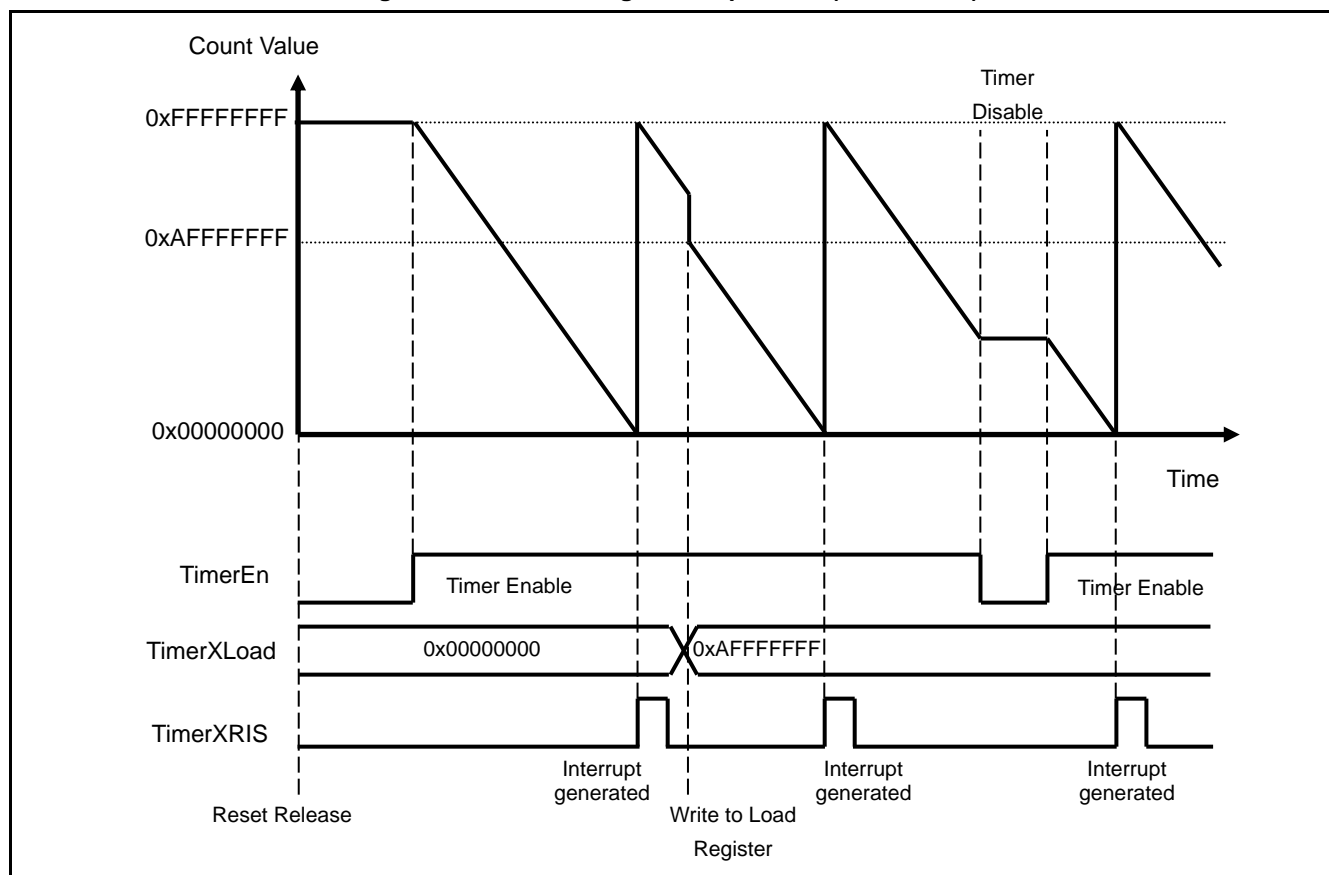 Count Value
Timer
Disable
0xFFFFFFFF
0xAFFFFFFF
0x00000000
Time
TimerEn
Timer Enable
Timer Enable
TimerXLoad
0x00000000
0xAFFFFFFF
TimerXRIS
Interrupt
generated
Interrupt
generated
Interrupt
generated
Reset Release
Write to Load
Register